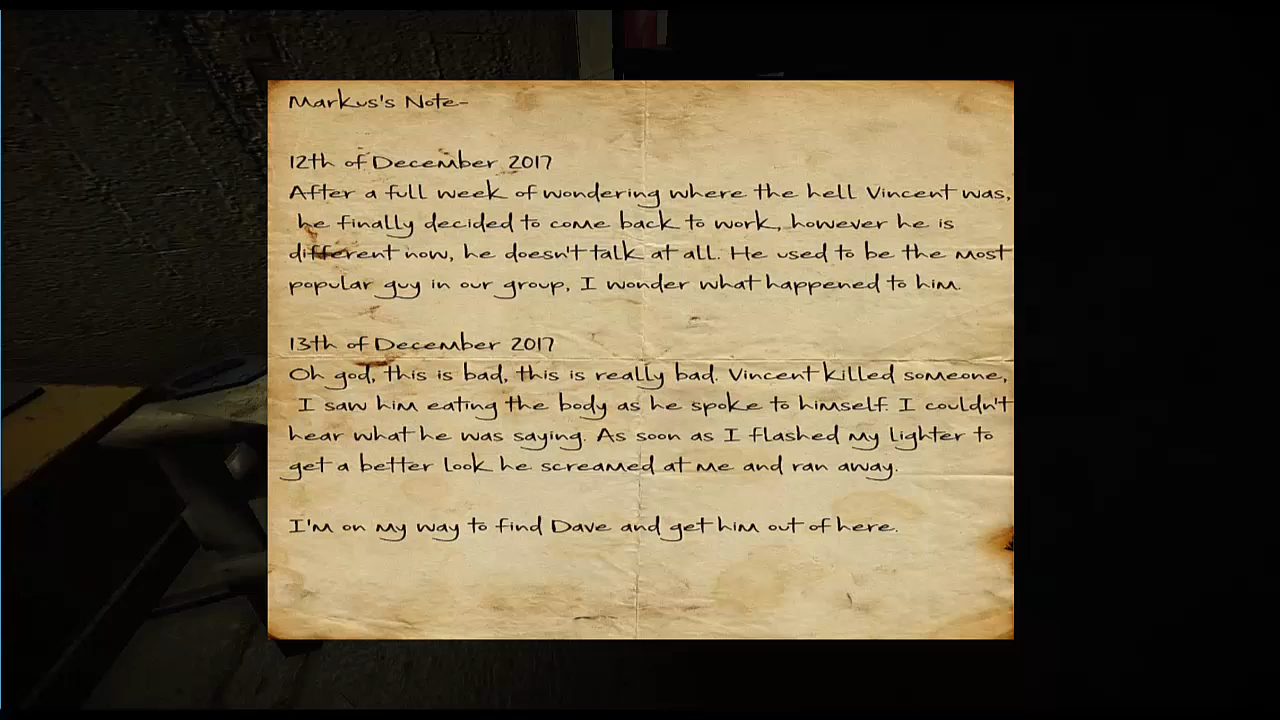 Markus's Note-
12th of December 2017
After a full week of wondering where the hell Vincent was,
he finally decided to come back to work, however he is
different now, he doesn't talk at all. He used to be the most
popular guy in our group, I wonder what happened to him.
13th of December 2017
Oh god, this is bad, this is really bad. Vincent killed someone,
I saw him eating the body as he spoke to himself. I couldn't
hear what he was saying. As soon as I flashed my lighter to
get a better look he screamed at me and ran away.
I'm on my way to find Dave and get him out of here.